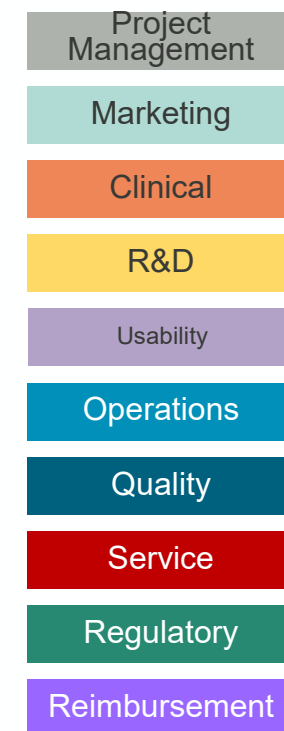 Project
Management
Marketing
Clinical
R&D
Usability
Operations
Quality
Service
Regulatory
Reimbursement